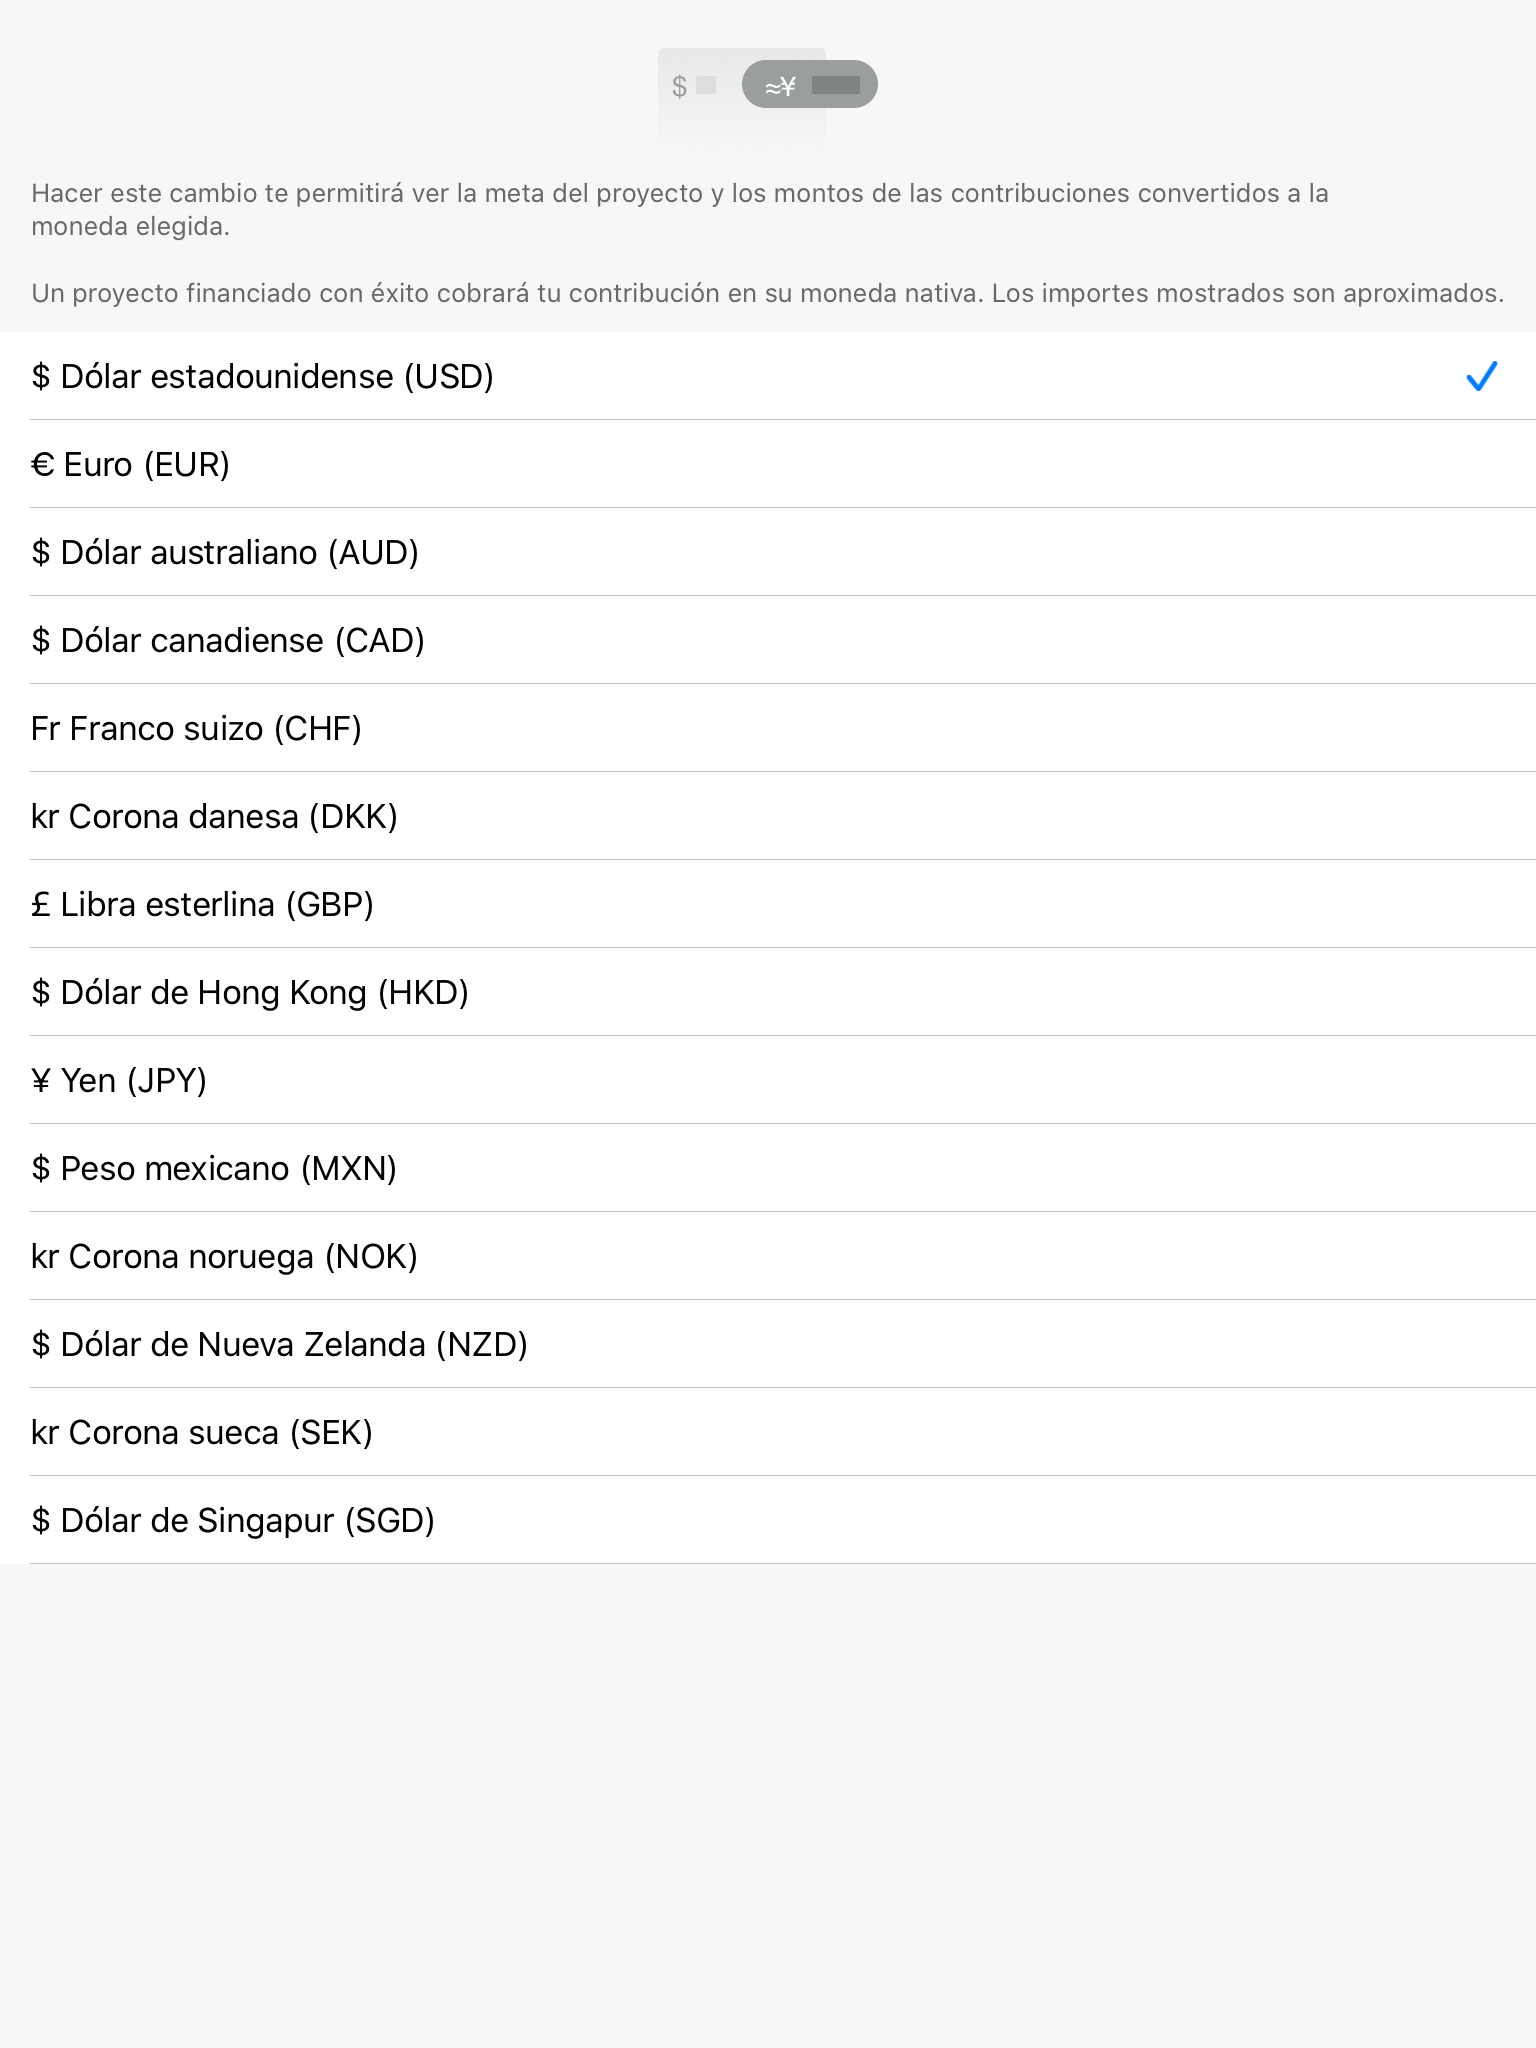 $ ≈¥
Hacer este cambio te permitirá ver la meta del proyecto y los montos de las contribuciones convertidos a la
moneda elegida.
Un proyecto financiado con éxito cobrará tu contribución en su moneda nativa. Los importes mostrados son aproximados.
$ Dólar estadounidense (USD)
€ Euro (EUR)
$ Dólar australiano (AUD)
$ Dólar canadiense (CAD)
Fr Franco suizo (CHF)
kr Corona danesa (DKK)
£ Libra esterlina (GBP)
$ Dólar de Hong Kong (HKD)
¥ Yen (JPY)
$ Peso mexicano (MXN)
kr Corona noruega (NOK)
$ Dólar de Nueva Zelanda (NZD)
kr Corona sueca (SEK)
$ Dólar de Singapur (SGD)